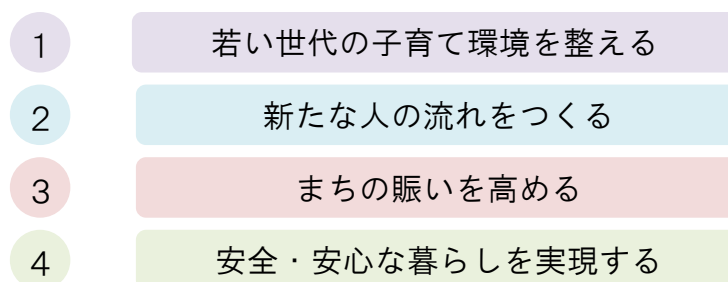 1 若い世代の子育て環境を整える
2 新たな人の流れをつくる
3 まちの賑いを高める
4 安全・安心な暮らしを実現する